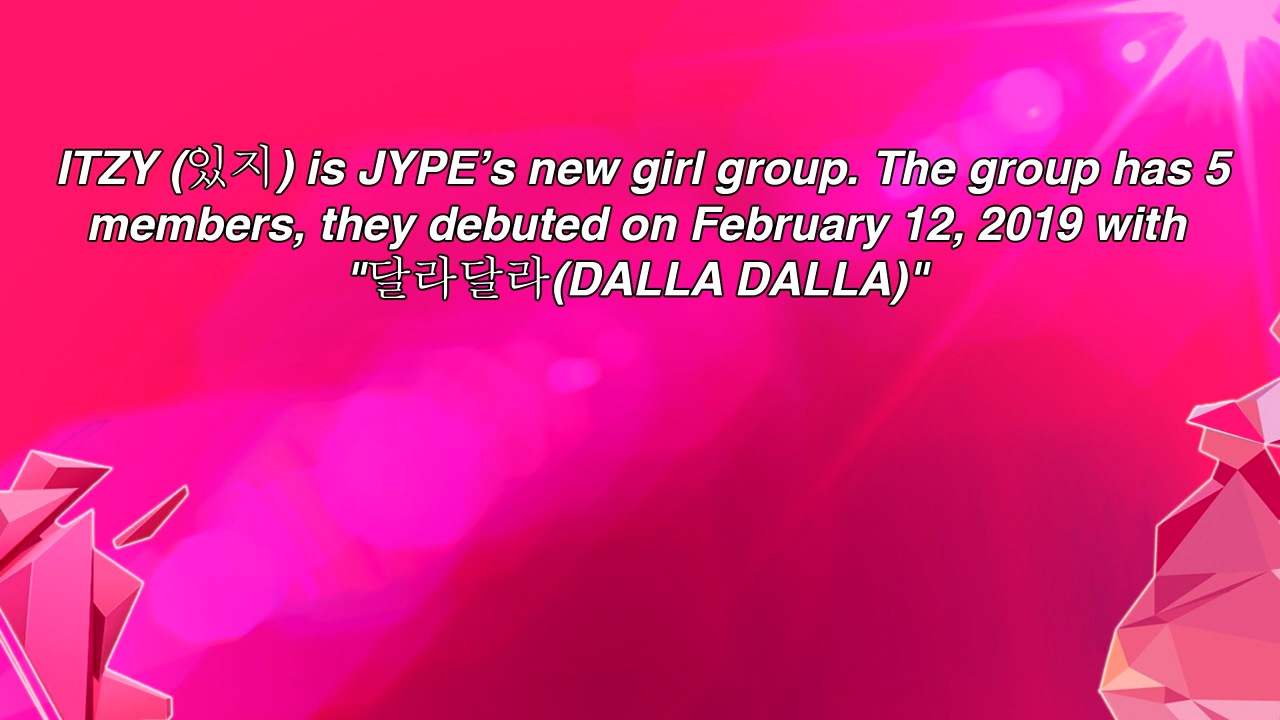 ITZY (있지) is JYPE’s new girl group. The group has 5
members, they debuted on February 12, 2019 with
"달라달라(DALLA DALLA)"